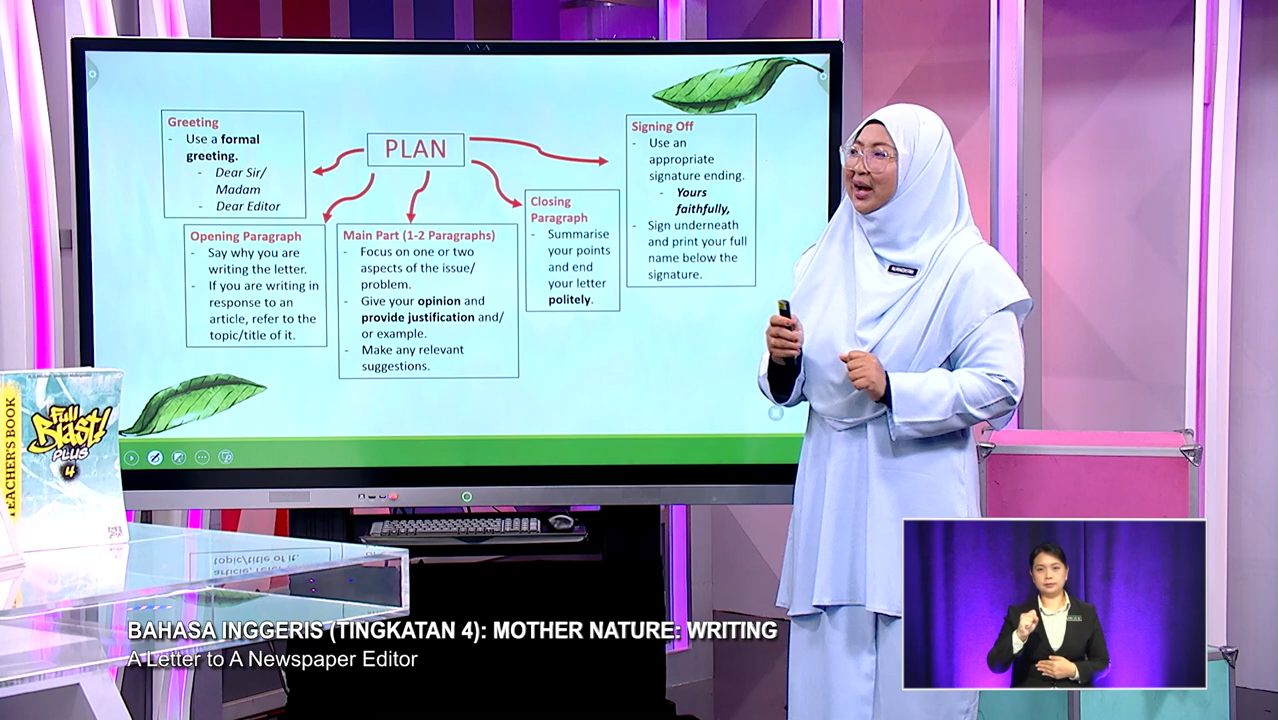 PLAN
Greeting
- Use a formal
greeting.
- Dear Sir/
Madam
- Dear Editor
Opening Paragraph
- Say why you are
writing the letter.
- If you are writing in
response to an
article, refer to the
topic/title of it.
Main Part (1-2 Paragraphs)
- Focus on one or two
aspects of the issue/
problem.
- Give your opinion and
provide justification and/
or example.
- Make any relevant
suggestions.
Closing
Paragraph
- Summarise
your points
and end
your letter
politely.
Signing Off
- Use an
appropriate
signature ending.
- Yours
faithfully,
- Sign underneath
and print your full
name below the
signature.
TEACHER'S BOOK
Full
Blast!
PLUS
4
topic/title of it.
BAHASA INGGERIS (TINGKATAN 4): MOTHER NATURE: WRITING
A Letter to A Newspaper Editor